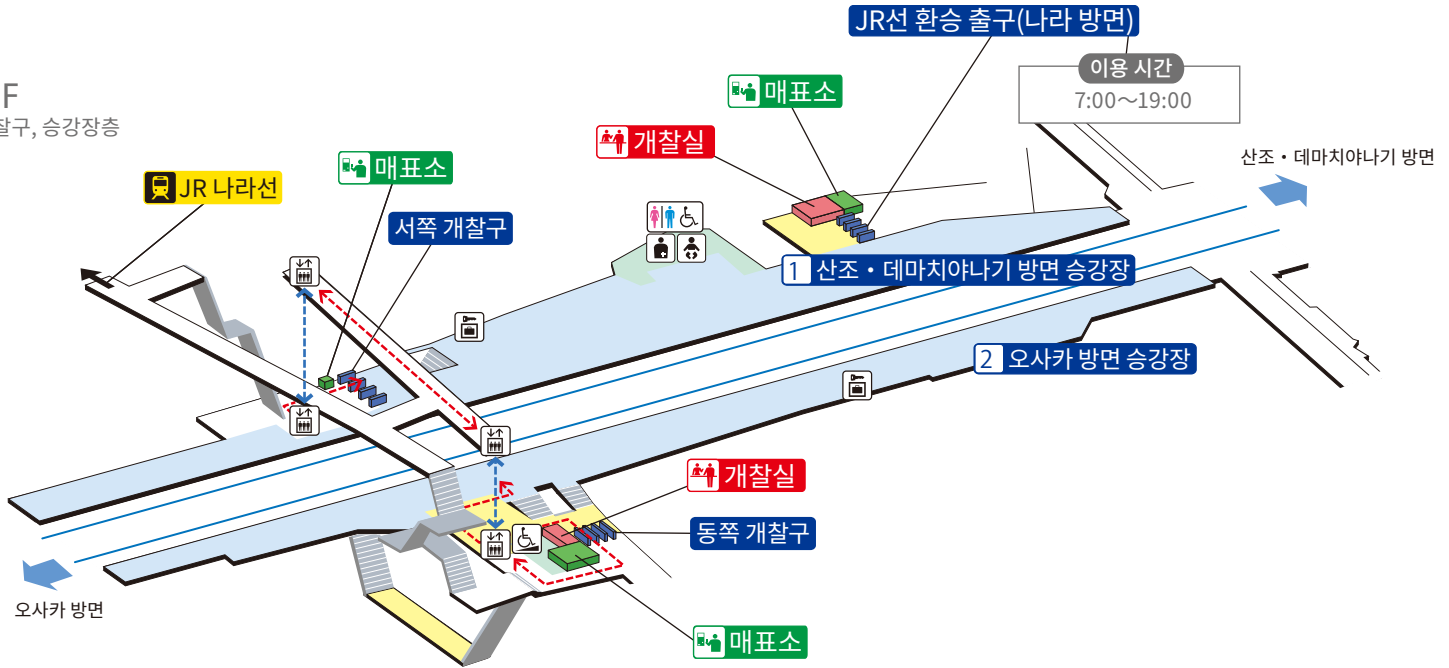 JR선 환승 출구(나라 방면)
이용 시간
7:00~19:00
F
찰구, 승강장층
매표소
개찰실
산조・데마치야나기 방면
매표소
JR 나라선
서쪽 개찰구
1 산조・데마치야나기 방면 승강장
2 오사카 방면 승강장
개찰실
동쪽 개찰구
오사카 방면
매표소